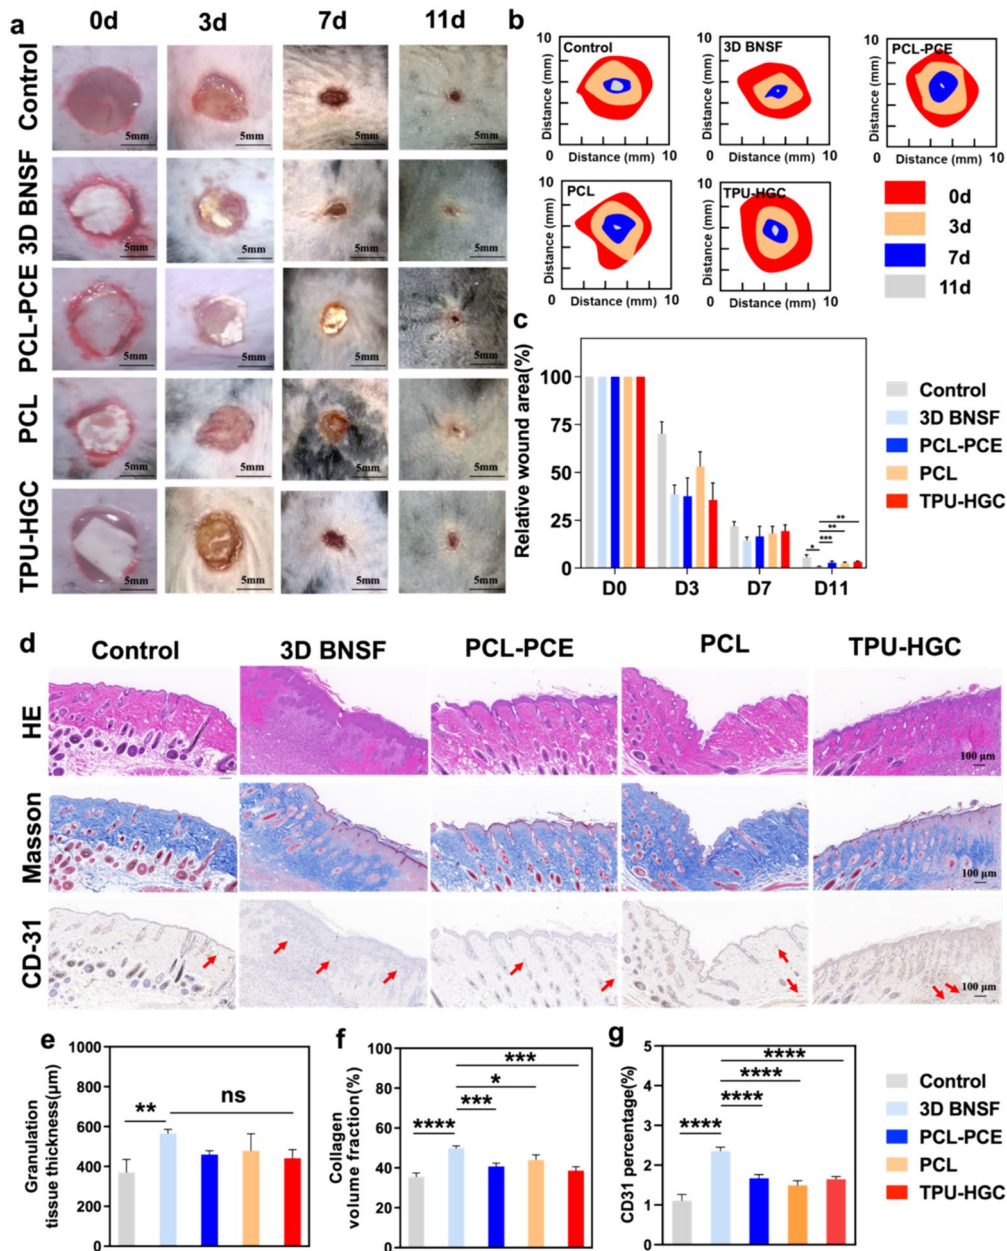 a
0d 3d 7d 11d
Control
5mm 5mm 5mm 5mm
3D BNSF
5mm 5mm 5mm 5mm
PCL-PCE
5mm 5mm 5mm 5mm
PCL
5mm 5mm 5mm 5mm
TPU-HGC
5mm 5mm 5mm 5mm
b
10 Control
Distance (mm)
0 Distance (mm) 10
10 3D BNSF
Distance (mm)
0 Distance (mm) 10
10 PCL-PCE
Distance (mm)
0 Distance (mm) 10
10 PCL
Distance (mm)
0 Distance (mm) 10
10 TPU-HGC
Distance (mm)
0 Distance (mm) 10
0d
3d
7d
11d
c
Relative wound area(%)
100
75
50
25
0
D0 D3 D7 D11
* *** ** **
Control
3D BNSF
PCL-PCE
PCL
TPU-HGC
d
Control 3D BNSF PCL-PCE PCL TPU-HGC
HE
100 μm
Masson
100 μm
CD-31
100 μm
e
Granulation
tissue thickness(μm)
1000
800
600
400
200
0
** ns
f
Collagen
volume fraction(%)
100
80
60
40
20
0
**** *** * ***
g
CD31 percentage(%)
5
4
3
2
1
0
**** **** **** ****
Control
3D BNSF
PCL-PCE
PCL
TPU-HGC